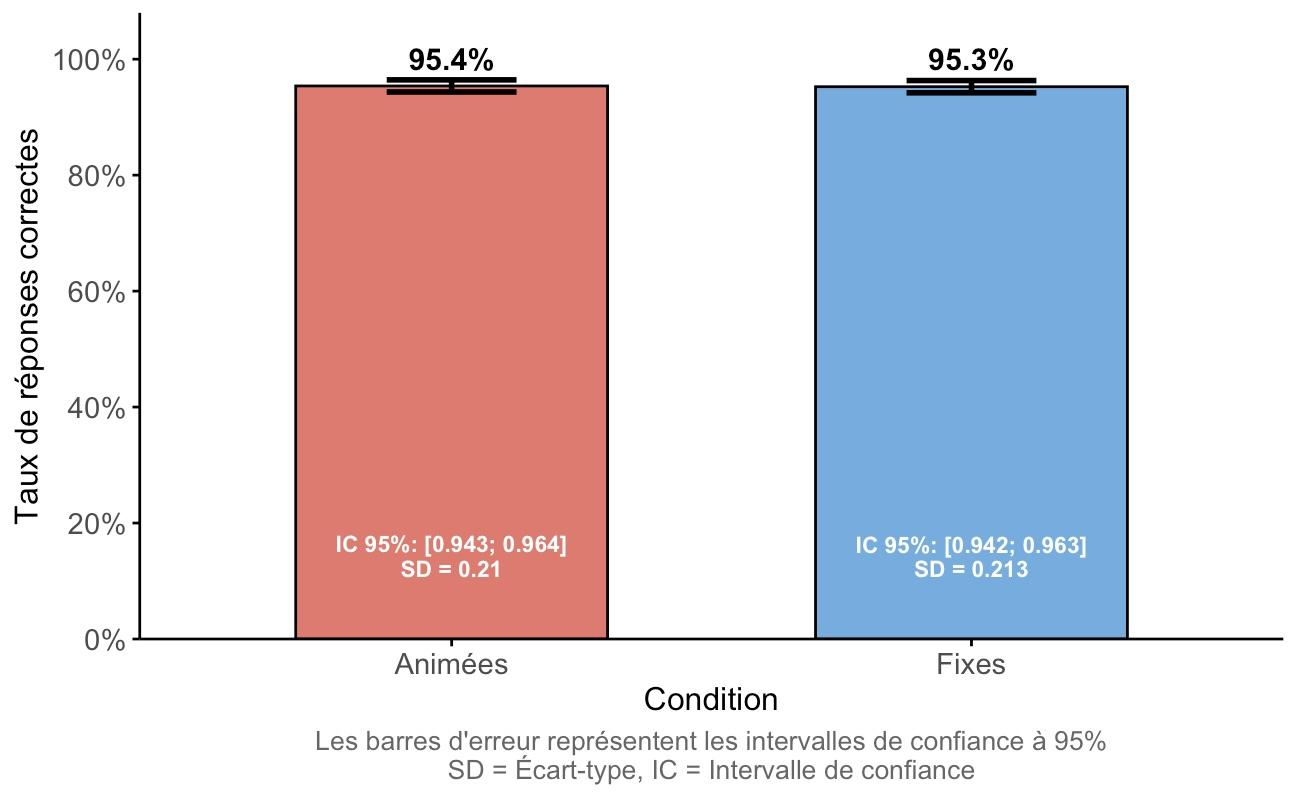 Taux de réponses correctes
100%
80%
60%
40%
20%
0%
95.4%
95.3%
IC 95%: [0.943; 0.964]
SD = 0.21
IC 95%: [0.942; 0.963]
SD = 0.213
Animées
Fixes
Condition
Les barres d'erreur représentent les intervalles de confiance à 95%
SD = Écart-type, IC = Intervalle de confiance